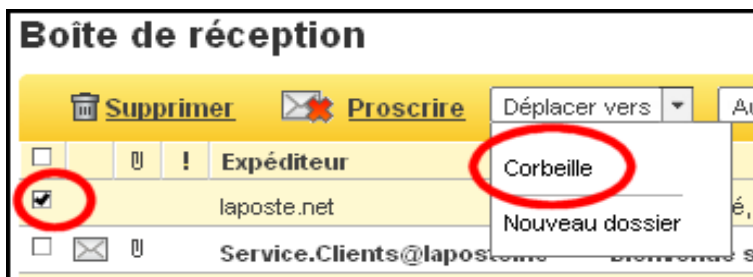 Boîte de réception
Supprimer Proscrire Déplacer vers
! Expéditeur Corbeille
laposte.net é,
Nouveau dossier
Service.Clients@laposte